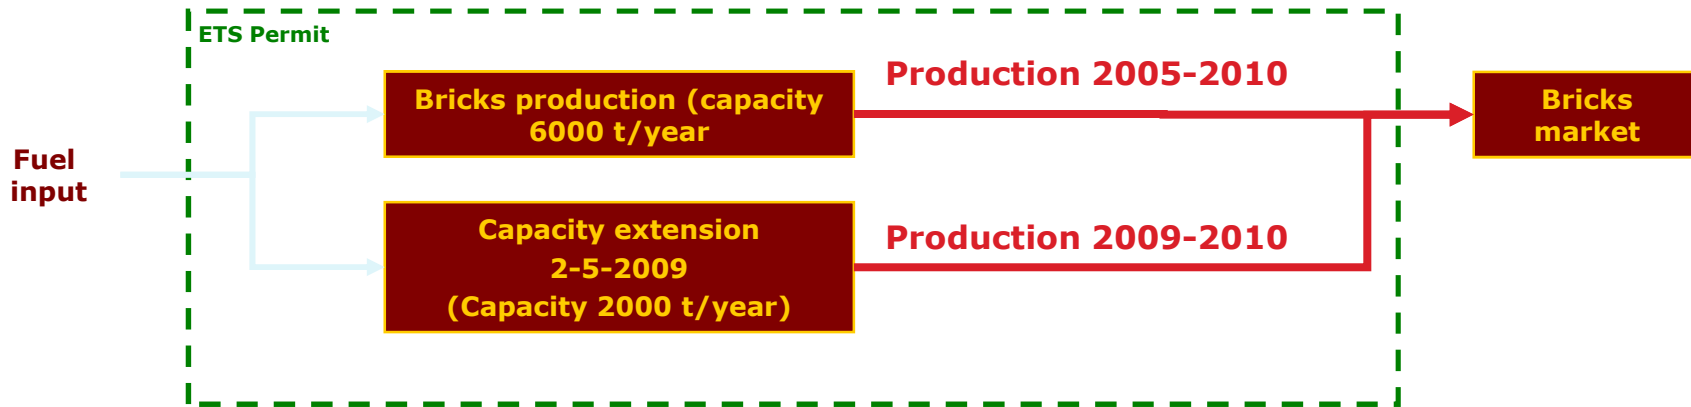 ETS Permit
Production 2005-2010
Bricks production (capacity
6000 t/year
Bricks
market
Fuel
input
Capacity extension
2-5-2009
(Capacity 2000 t/year)
Production 2009-2010